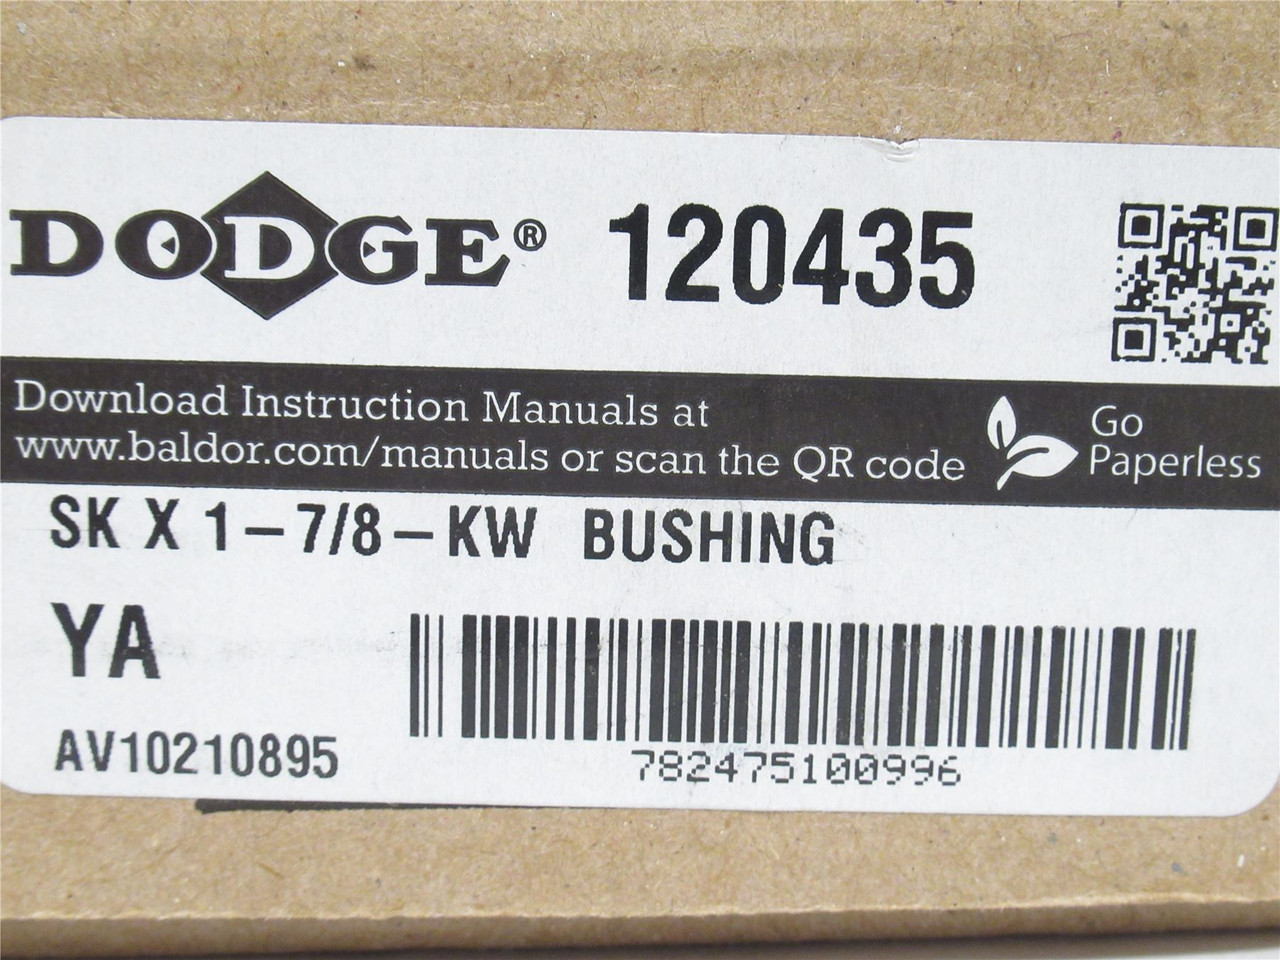 DODGE® 120435
Download Instruction Manuals at
www.baldor.com/manuals or scan the QR code
Go
Paperless
SK X 1-7/8-KW BUSHING
YA
AV10210895
782475100996